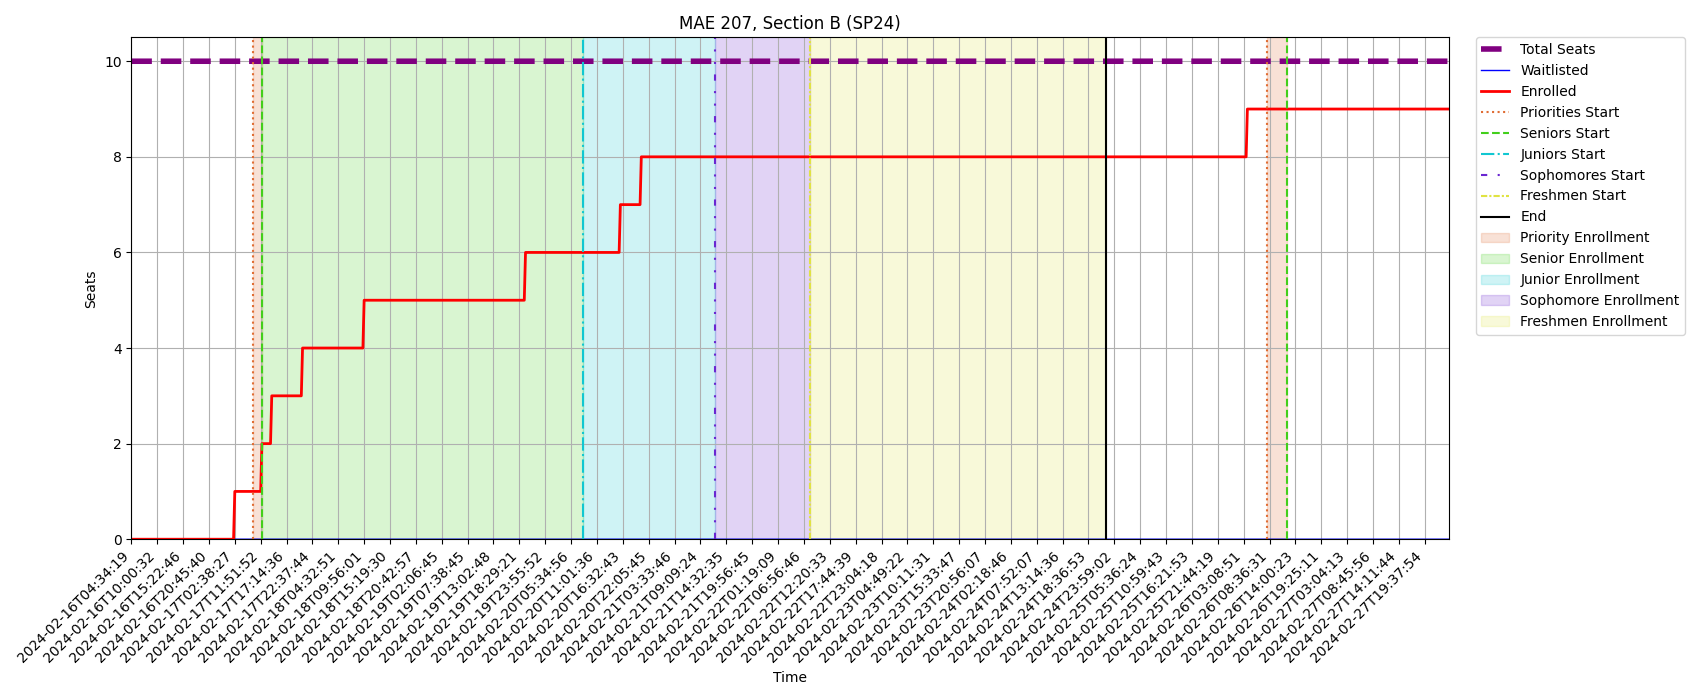 MAE 207, Section B (SP24)
Total Seats
Waitlisted
Enrolled
Priorities Start
Seniors Start
Juniors Start
Sophomores Start
Freshmen Start
End
Priority Enrollment
Senior Enrollment
Junior Enrollment
Sophomore Enrollment
Freshmen Enrollment
Seats
10
8
6
4
2
0
2024-02-16T04:34:19
2024-02-16T10:00:32
2024-02-16T15:22:46
2024-02-16T20:45:40
2024-02-17T02:38:27
2024-02-17T11:51:52
2024-02-17T17:14:36
2024-02-17T22:37:44
2024-02-18T04:32:51
2024-02-18T09:56:01
2024-02-18T15:19:30
2024-02-18T20:42:57
2024-02-19T02:06:45
2024-02-19T07:38:45
2024-02-19T13:02:48
2024-02-19T18:29:21
2024-02-19T23:55:52
2024-02-20T05:34:56
2024-02-20T11:01:36
2024-02-20T16:32:43
2024-02-20T22:05:45
2024-02-21T03:33:46
2024-02-21T09:09:24
2024-02-21T14:32:35
2024-02-21T19:56:45
2024-02-22T01:19:09
2024-02-22T06:56:46
2024-02-22T12:20:33
2024-02-22T17:44:39
2024-02-22T23:04:18
2024-02-23T04:49:22
2024-02-23T10:11:31
2024-02-23T15:33:47
2024-02-23T20:56:07
2024-02-24T02:18:46
2024-02-24T07:52:07
2024-02-24T13:14:36
2024-02-24T18:36:53
2024-02-24T23:59:02
2024-02-25T05:36:24
2024-02-25T10:59:43
2024-02-25T16:21:53
2024-02-25T21:44:19
2024-02-26T03:08:51
2024-02-26T08:36:31
2024-02-26T14:00:23
2024-02-26T19:25:11
2024-02-27T03:04:13
2024-02-27T08:45:56
2024-02-27T14:11:44
2024-02-27T19:37:54
Time